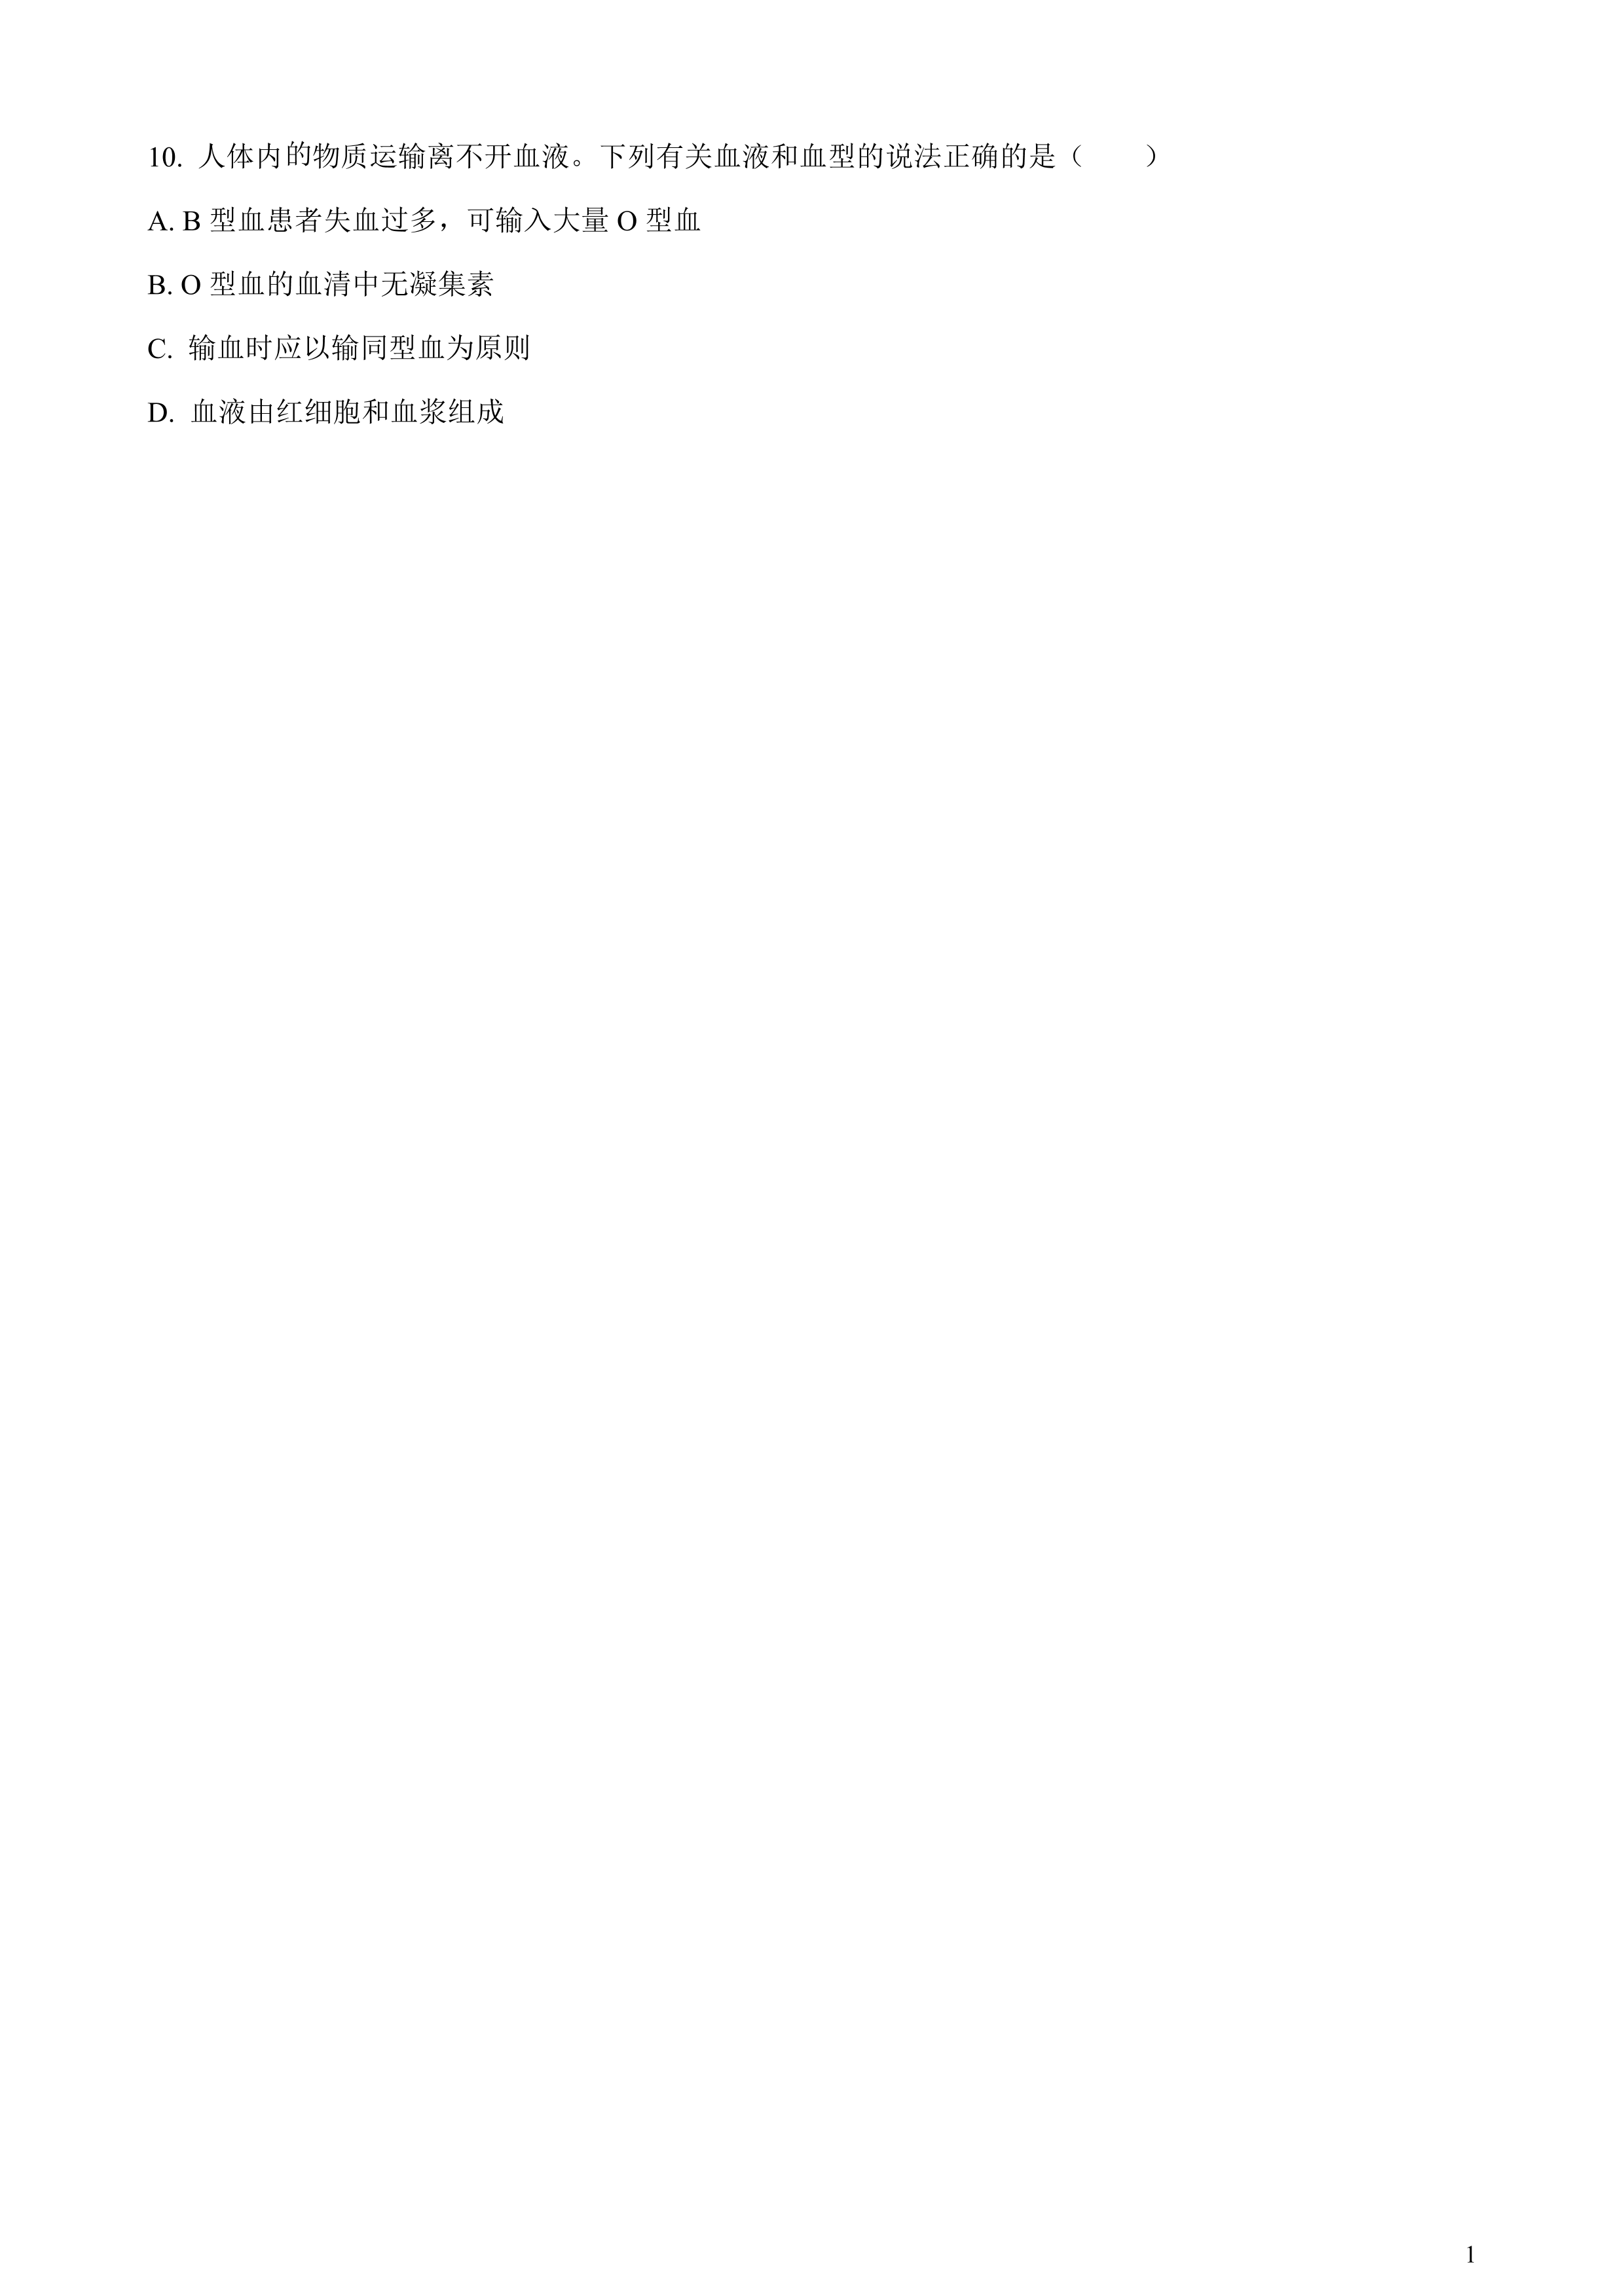 10. 人体内的物质运输离不开血液。下列有关血液和血型的说法正确的是（　　）
A. B 型血患者失血过多，可输入大量 O 型血
B. O 型血的血清中无凝集素
C. 输血时应以输同型血为原则
D. 血液由红细胞和血浆组成
1